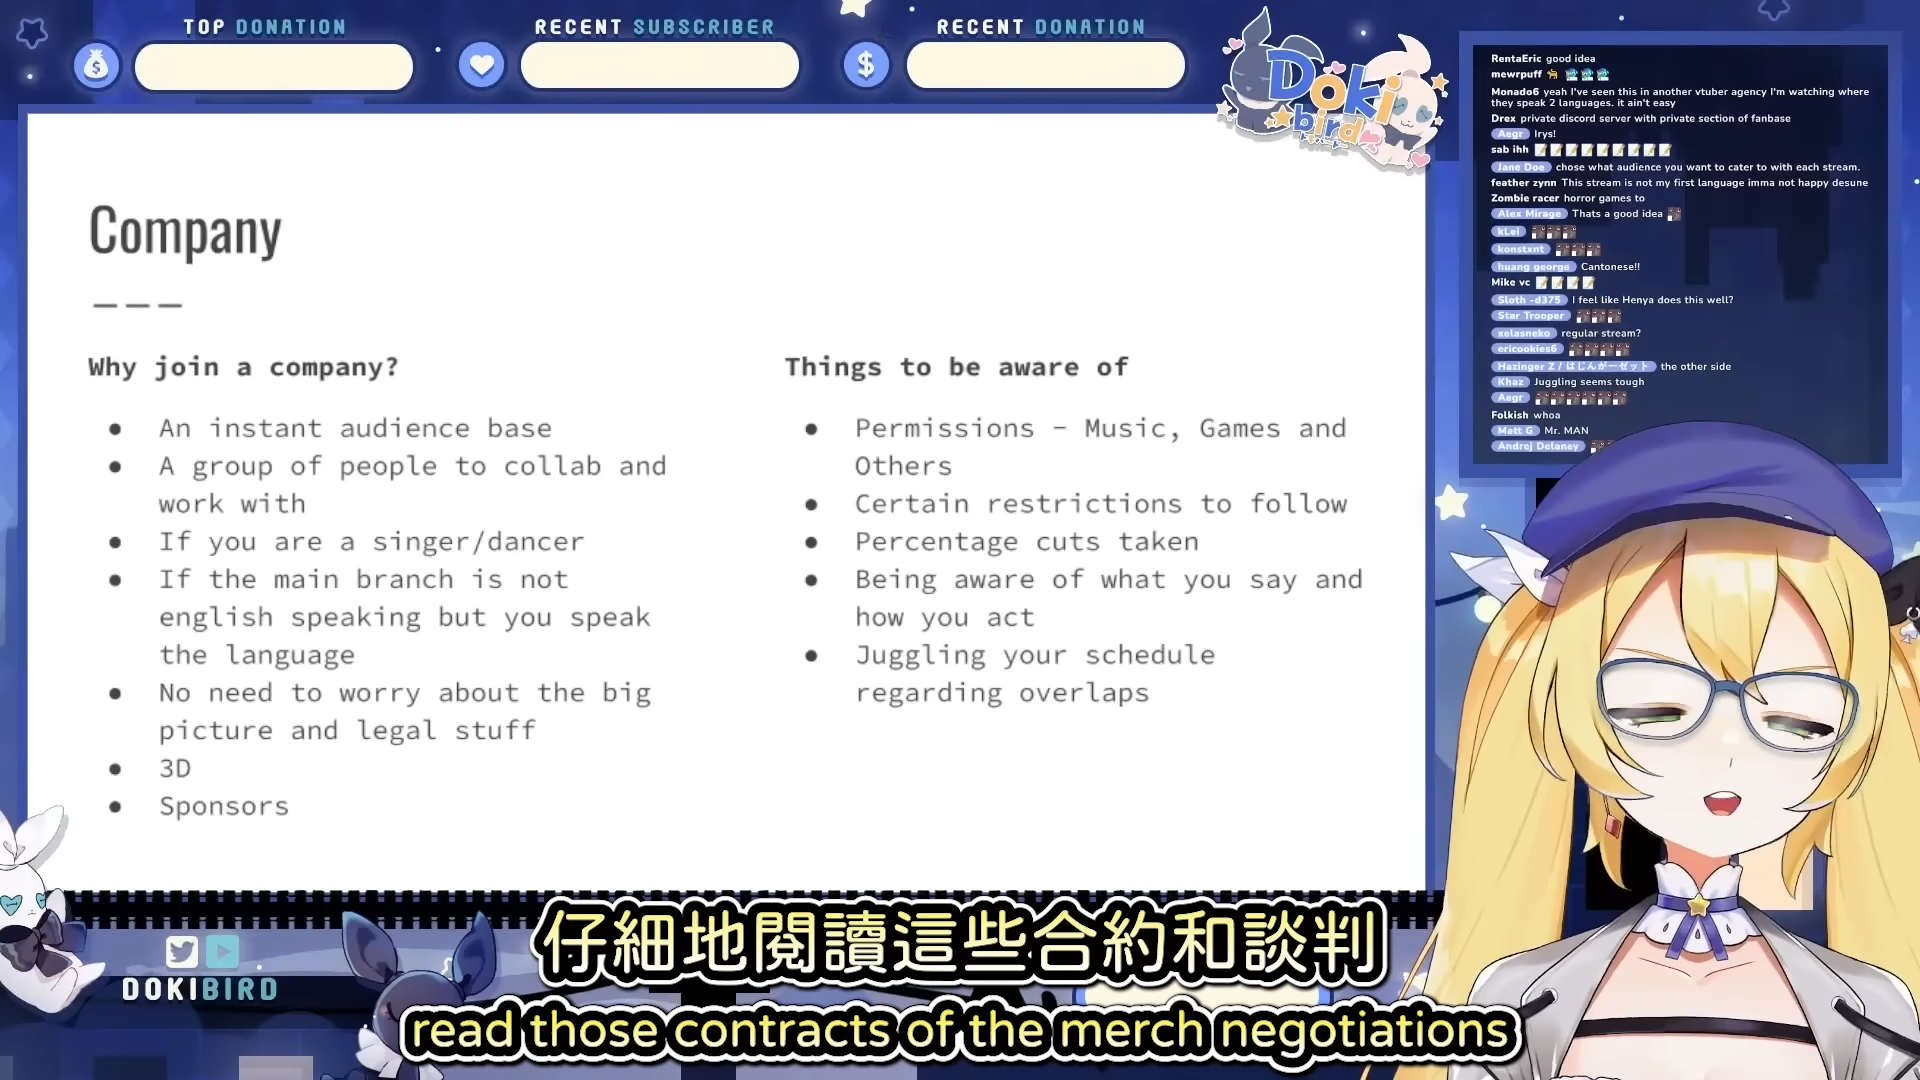 TOP DONATION
RECENT SUBSCRIBER
RECENT DONATION
Doki
bird
Company
Why join a company?
● An instant audience base
● A group of people to collab and
work with
● If you are a singer/dancer
● If the main branch is not
english speaking but you speak
the language
● No need to worry about the big
picture and legal stuff
● 3D
● Sponsors
Things to be aware of
● Permissions - Music, Games and
Others
● Certain restrictions to follow
● Percentage cuts taken
● Being aware of what you say and
how you act
● Juggling your schedule
regarding overlaps
RentaEric good idea
mewrpuff
Monado6 yeah I've seen this in another vtuber agency I'm watching where
they speak 2 languages. it ain't easy
Drex private discord server with private section of fanbase
Aegr Irys!
sab ihh
Jane Doe chose what audience you want to cater to with each stream.
feather zynn This stream is not my first language imma not happy desune
Zombie racer horror games to
Alex Mirage Thats a good idea
kLei
konstxnt
huang george Cantonese!!
Mike vc
Sloth -d375 I feel like Henya does this well?
Star Trooper
xelasneko regular stream?
ericookies6
Hazinger Z / はじんがーゼット the other side
Khaz Juggling seems tough
Aegr
Folkish whoa
Matt G Mr. MAN
Andrej Delaney
DOKIBIRD
仔細地閱讀這些合約和談判
read those contracts of the merch negotiations